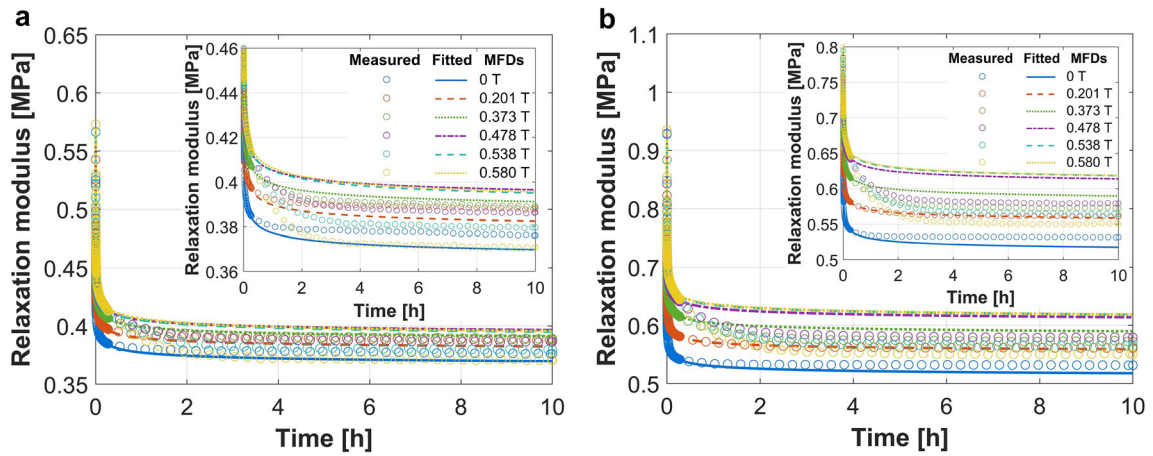 a
Relaxation modulus [MPa]
0.65
0.6
0.55
0.5
0.45
0.4
0.35
0 2 4 6 8 10
Time [h]
Relaxation modulus [MPa]
0.46
0.44
0.42
0.4
0.38
0.36
0 2 4 6 8 10
Time [h]
Measured Fitted MFDs
0 T
0.201 T
0.373 T
0.478 T
0.538 T
0.580 T
b
Relaxation modulus [MPa]
1.1
1
0.9
0.8
0.7
0.6
0.5
0 2 4 6 8 10
Time [h]
Relaxation modulus [MPa]
0.8
0.75
0.7
0.65
0.6
0.55
0.5
0 2 4 6 8 10
Time [h]
Measured Fitted MFDs
0 T
0.201 T
0.373 T
0.478 T
0.538 T
0.580 T